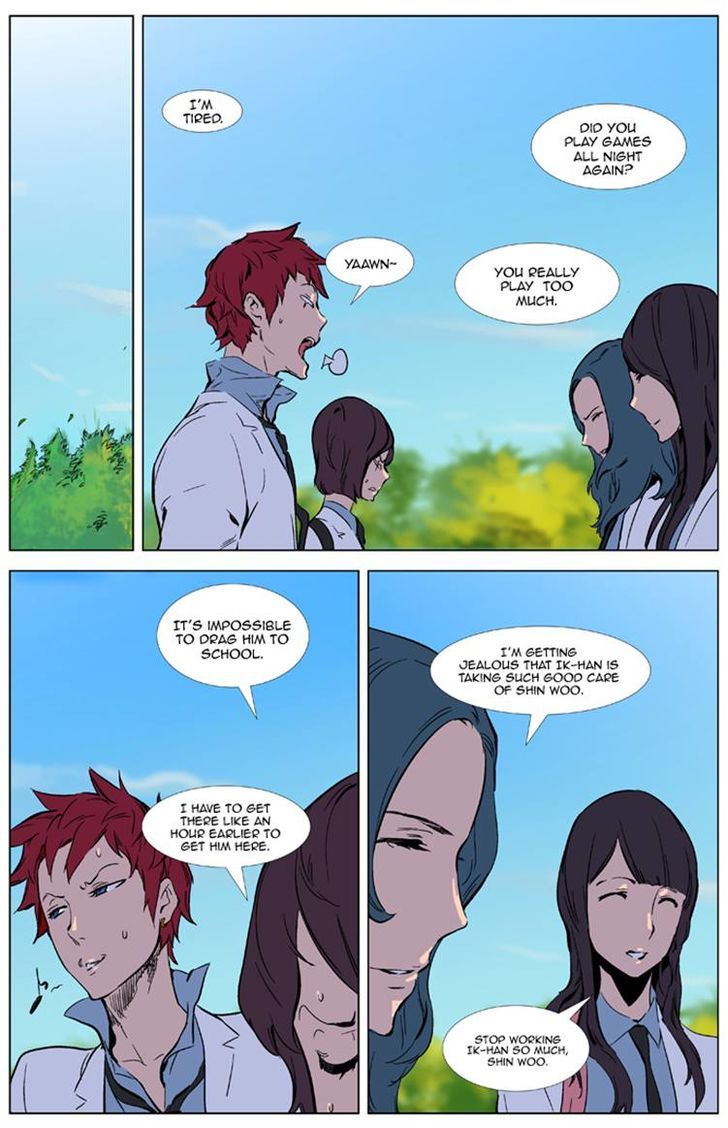 I'M
TIRED.
DID YOU
PLAY GAMES
ALL NIGHT
AGAIN?
YAAWN~
YOU REALLY
PLAY TOO
MUCH.
IT'S IMPOSSIBLE
TO DRAG HIM TO
SCHOOL.
I HAVE TO GET
THERE LIKE AN
HOUR EARLIER TO
GET HIM HERE.
I'M GETTING
JEALOUS THAT IK-HAN IS
TAKING SUCH GOOD CARE
OF SHIN WOO.
STOP WORKING
IK-HAN SO MUCH,
SHIN WOO.